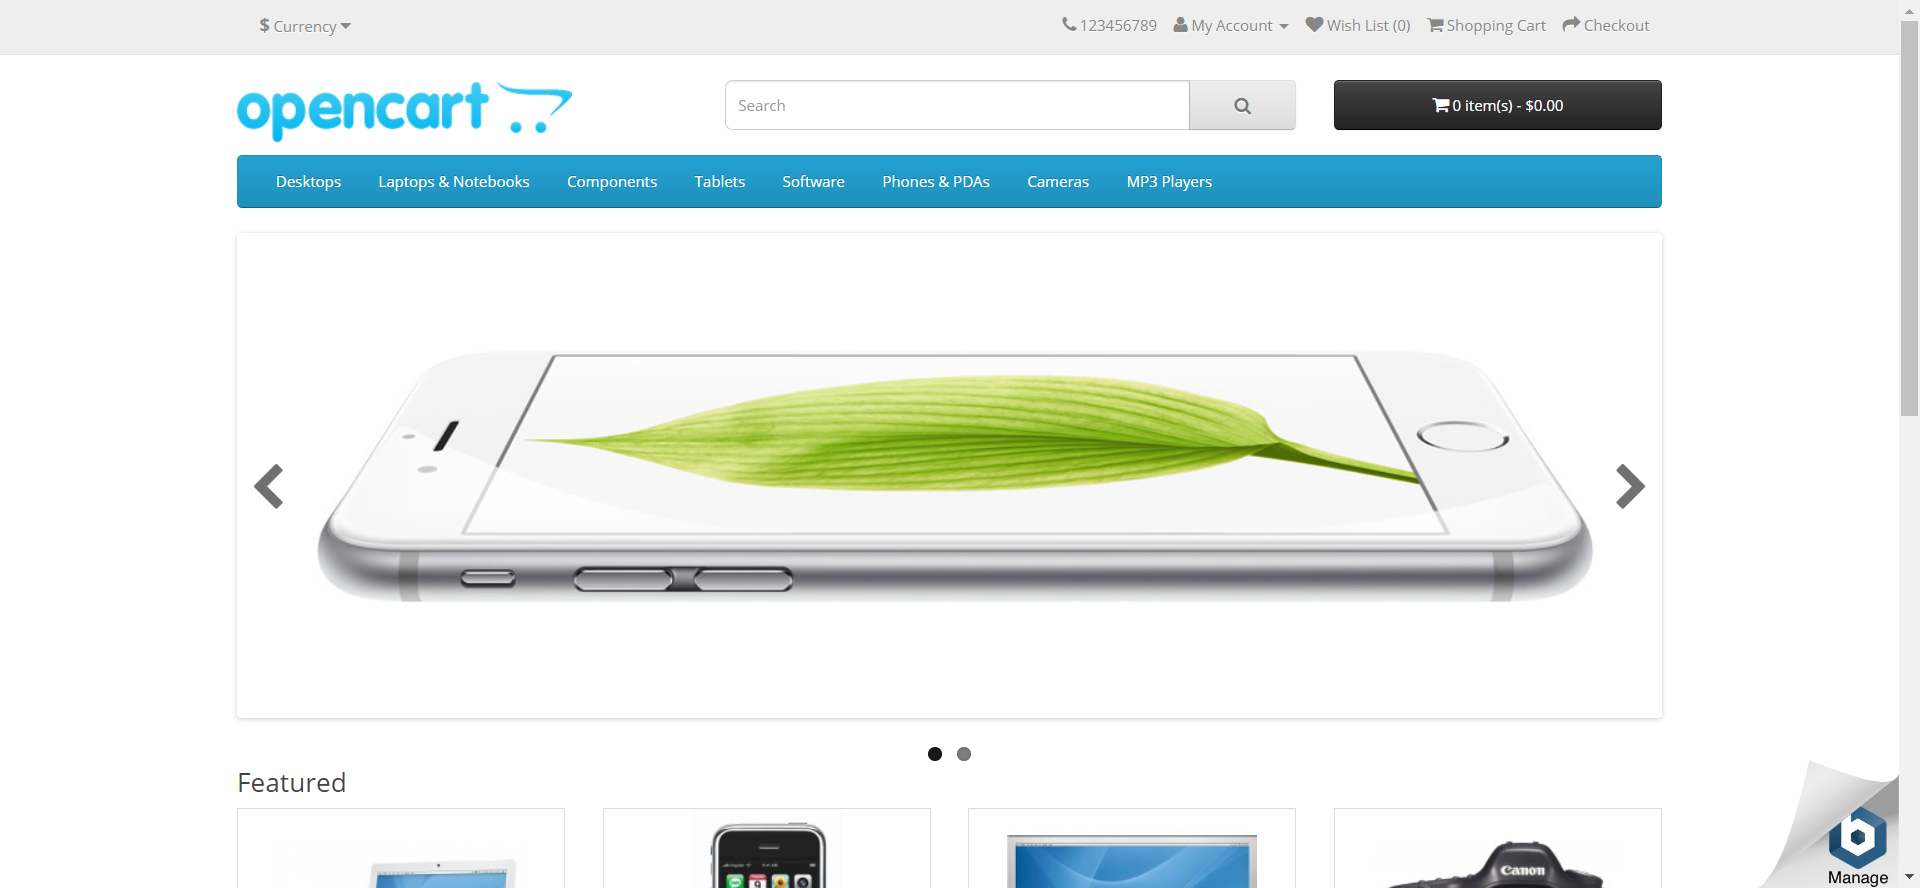 $ Currency
123456789 My Account Wish List (0) Shopping Cart Checkout
opencart
Search
0 item(s) - $0.00
Desktops Laptops & Notebooks Components Tablets Software Phones & PDAs Cameras MP3 Players
Featured
Canon
Manage